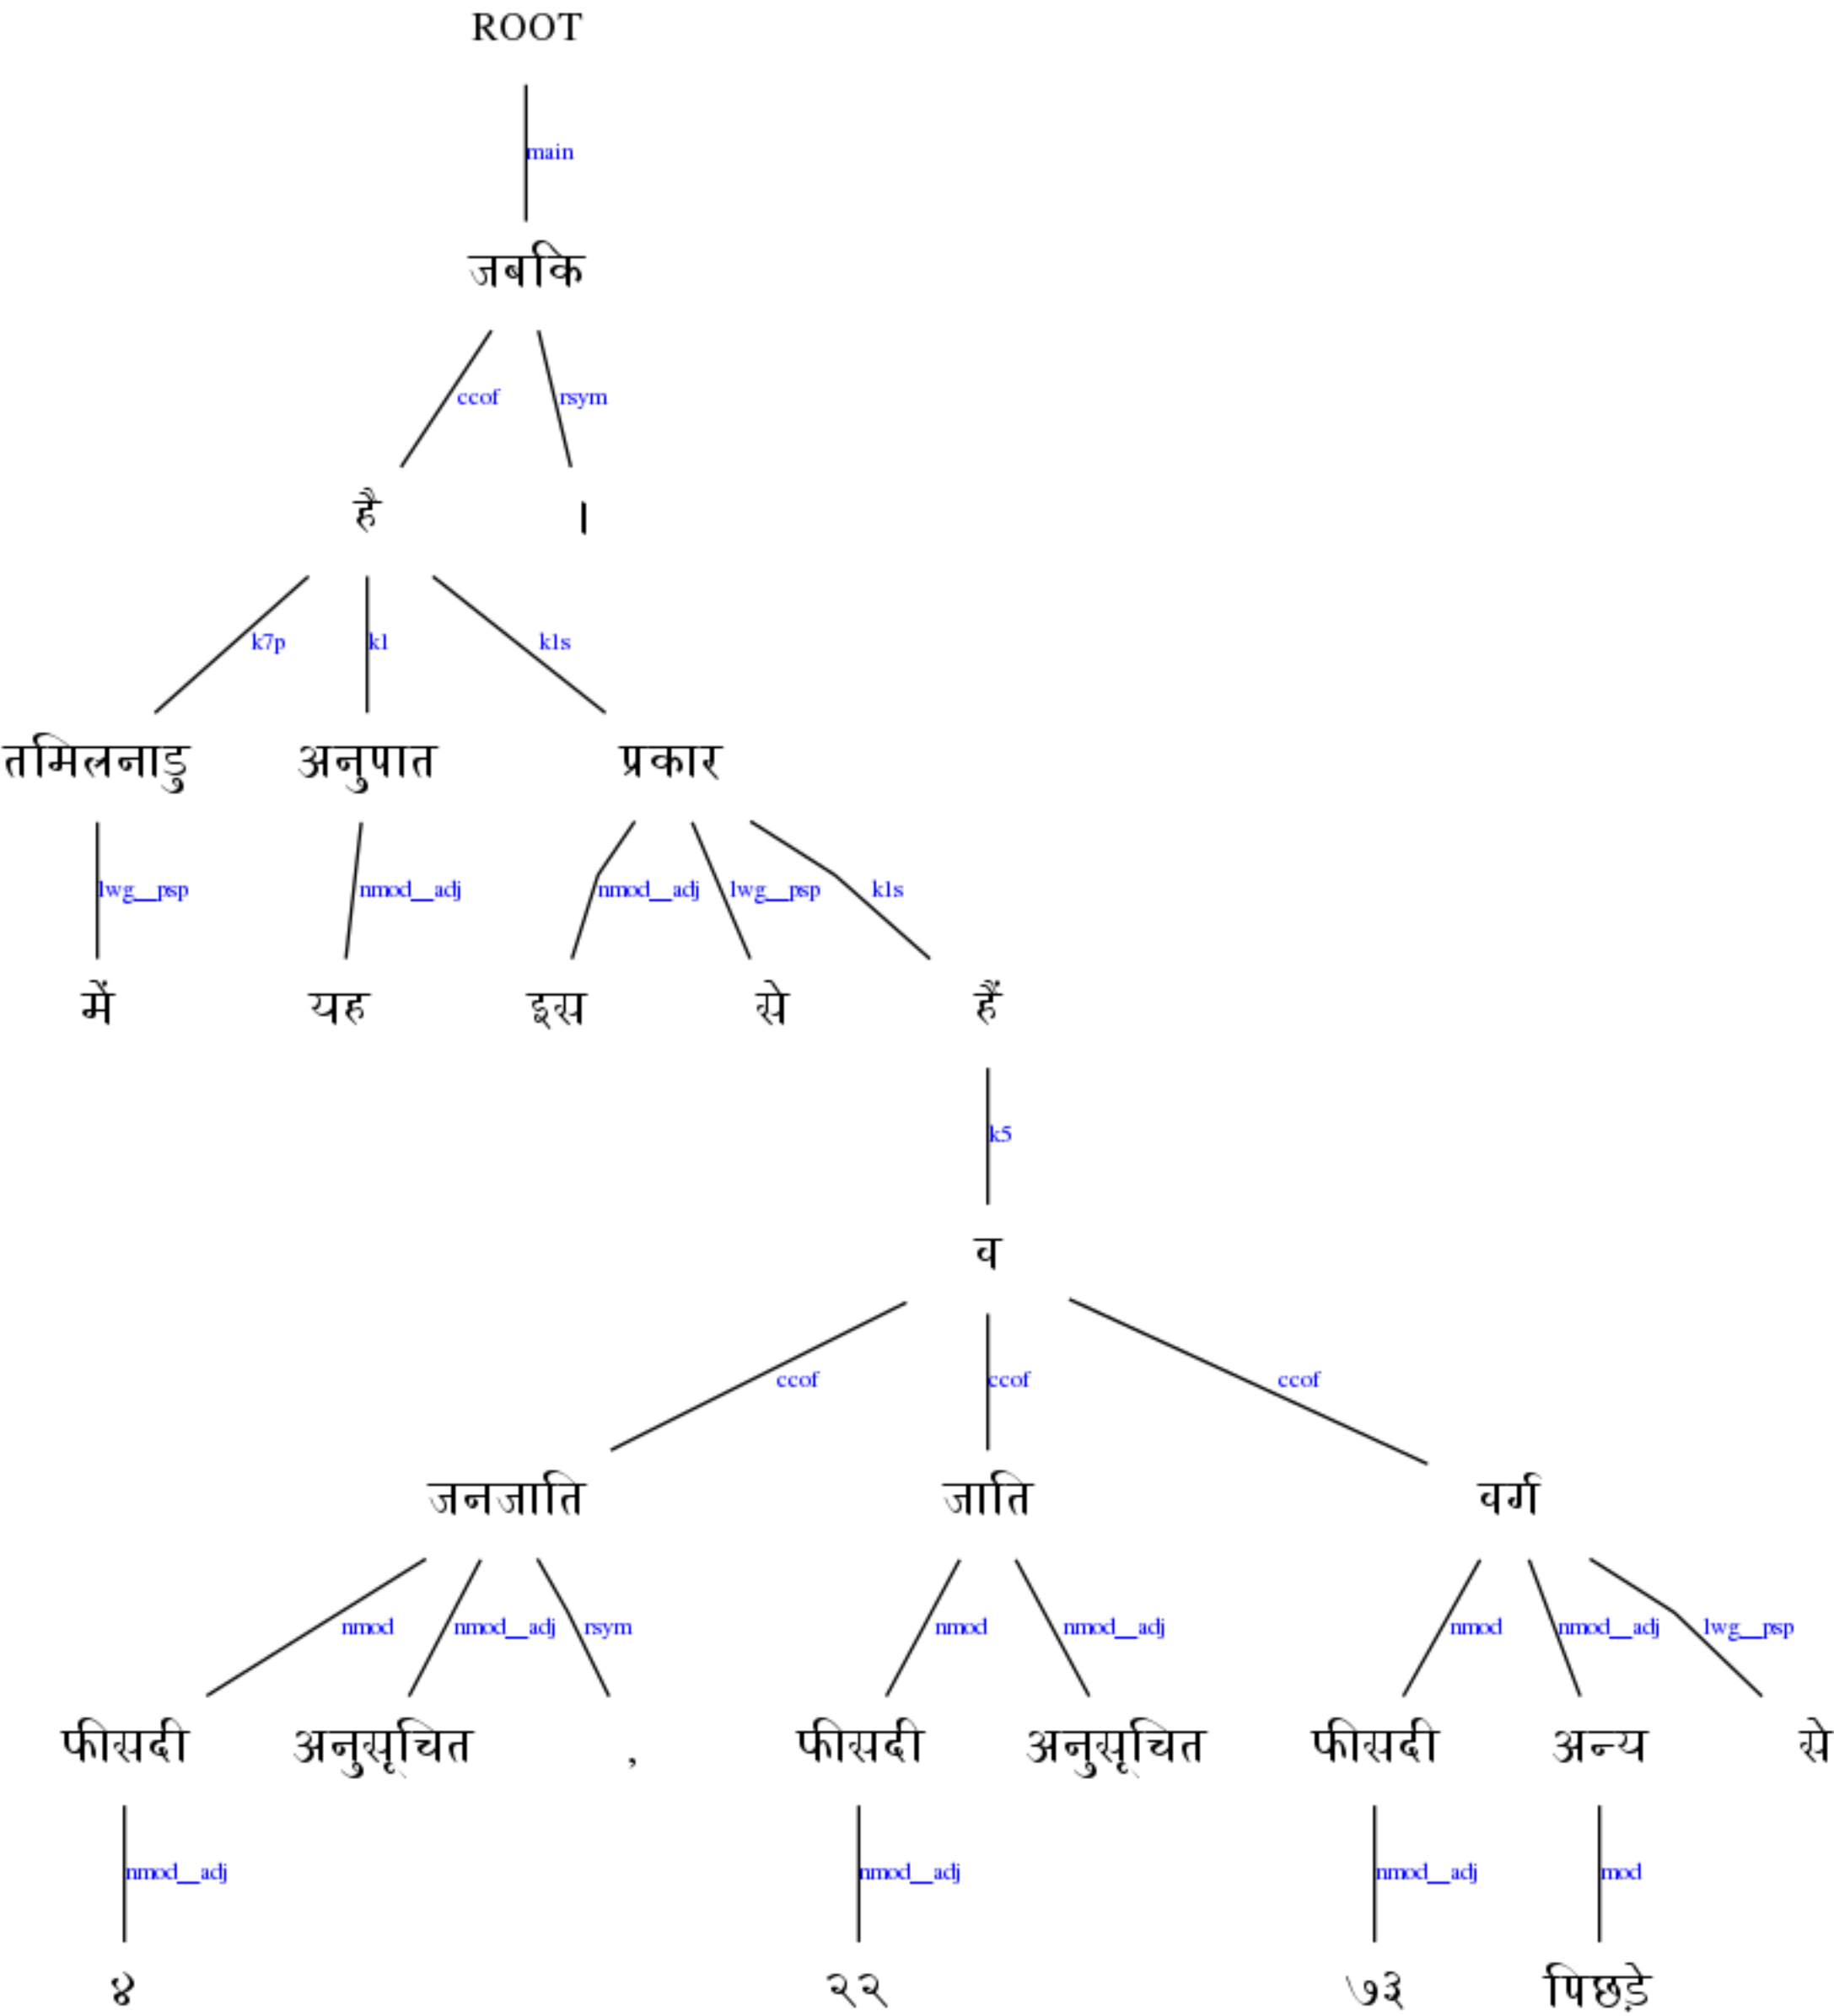 ROOT
main
जबकि
ccof rsym
है ।
k7p k1 k1s
तमिलनाडु अनुपात प्रकार
lwg__psp nmod__adj nmod__adj lwg__psp k1s
में यह इस से हैं
k5
व
ccof ccof ccof
जनजाति जाति वर्ग
nmod nmod__adj rsym nmod nmod__adj nmod nmod__adj lwg__psp
फीसदी अनुसूचित , फीसदी अनुसूचित फीसदी अन्य से
nmod__adj nmod__adj nmod__adj mod
४ २२ ७३ पिछड़े